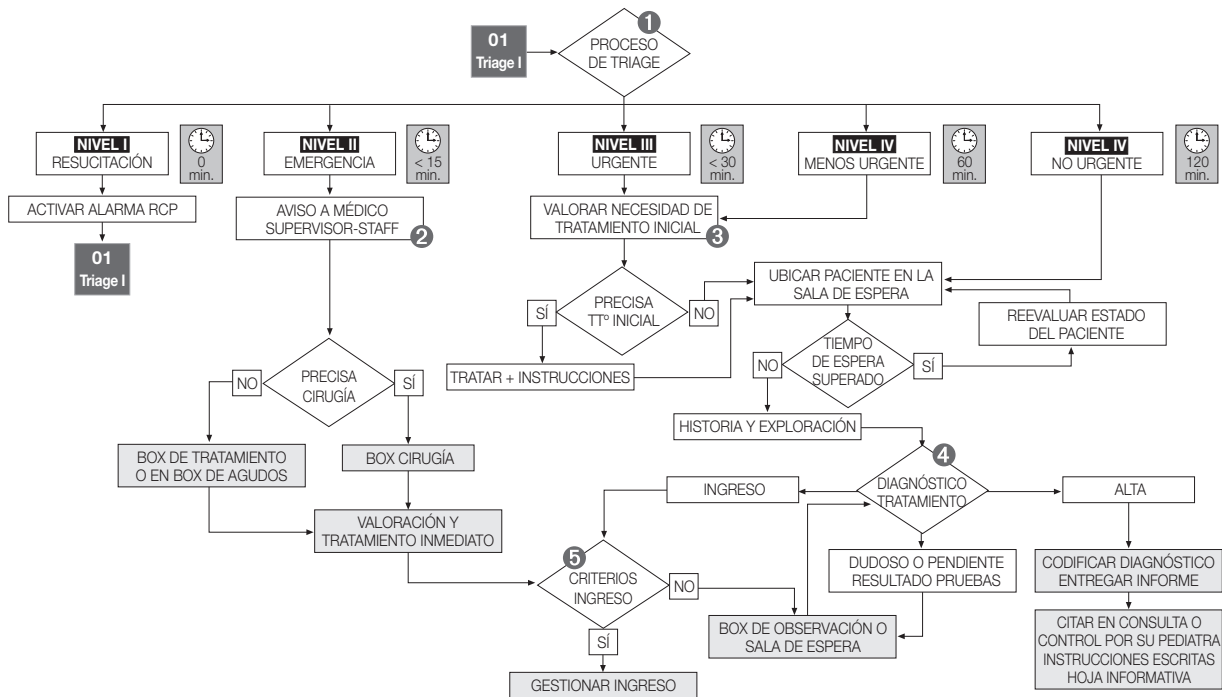 1
01
Triage I
PROCESO
DE TRIAGE
NIVEL I
RESUCITACIÓN
0
min.
NIVEL II
EMERGENCIA
< 15
min.
NIVEL III
URGENTE
< 30
min.
NIVEL IV
MENOS URGENTE
60
min.
NIVEL IV
NO URGENTE
120
min.
ACTIVAR ALARMA RCP
01
Triage I
AVISO A MÉDICO
SUPERVISOR-STAFF
2
VALORAR NECESIDAD DE
TRATAMIENTO INICIAL
3
PRECISA
TTº INICIAL
SÍ
NO
UBICAR PACIENTE EN LA
SALA DE ESPERA
REEVALUAR ESTADO
DEL PACIENTE
TRATAR + INSTRUCCIONES
TIEMPO
DE ESPERA
SUPERADO
NO
SÍ
PRECISA
CIRUGÍA
NO
SÍ
HISTORIA Y EXPLORACIÓN
BOX DE TRATAMIENTO
O EN BOX DE AGUDOS
BOX CIRUGÍA
4
DIAGNÓSTICO
TRATAMIENTO
INGRESO
ALTA
VALORACIÓN Y
TRATAMIENTO INMEDIATO
5
CRITERIOS
INGRESO
NO
SÍ
DUDOSO O PENDIENTE
RESULTADO PRUEBAS
CODIFICAR DIAGNÓSTICO
ENTREGAR INFORME
BOX DE OBSERVACIÓN O
SALA DE ESPERA
CITAR EN CONSULTA O
CONTROL POR SU PEDIATRA
INSTRUCCIONES ESCRITAS
HOJA INFORMATIVA
GESTIONAR INGRESO